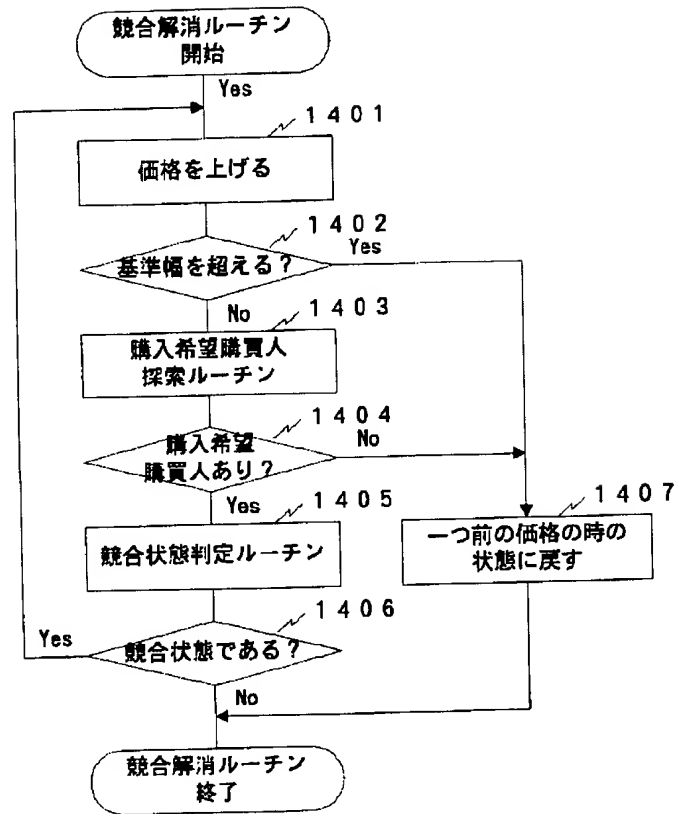 競合解消ルーチン
開始
Yes
1401
価格を上げる
1402
Yes
基準幅を超える?
No
1403
購入希望購買人
探索ルーチン
1404
No
購入希望
購買人あり?
Yes
1405
1407
競合状態判定ルーチン
一つ前の価格の時の
状態に戻す
1406
Yes
競合状態である?
No
競合解消ルーチン
終了